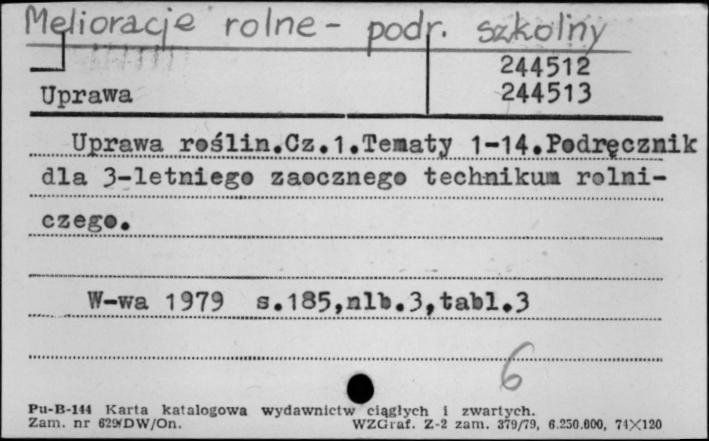 Melioracje rolne - podr. szkolny
244512
Uprawa 244513
Uprawa roślin.Cz.1.Tematy 1-14.Podręcznik
dla 3-letniego zaocznego technikum rolni-
czego.
W-wa 1979 s.185,nlb.3,tabl.3
6
Pu-B-144 Karta katalogowa wydawnictw ciągłych i zwartych.
Zam. nr 629/DW/On. WZGraf. Z-2 zam. 379/79, 6.250.000, 74X120